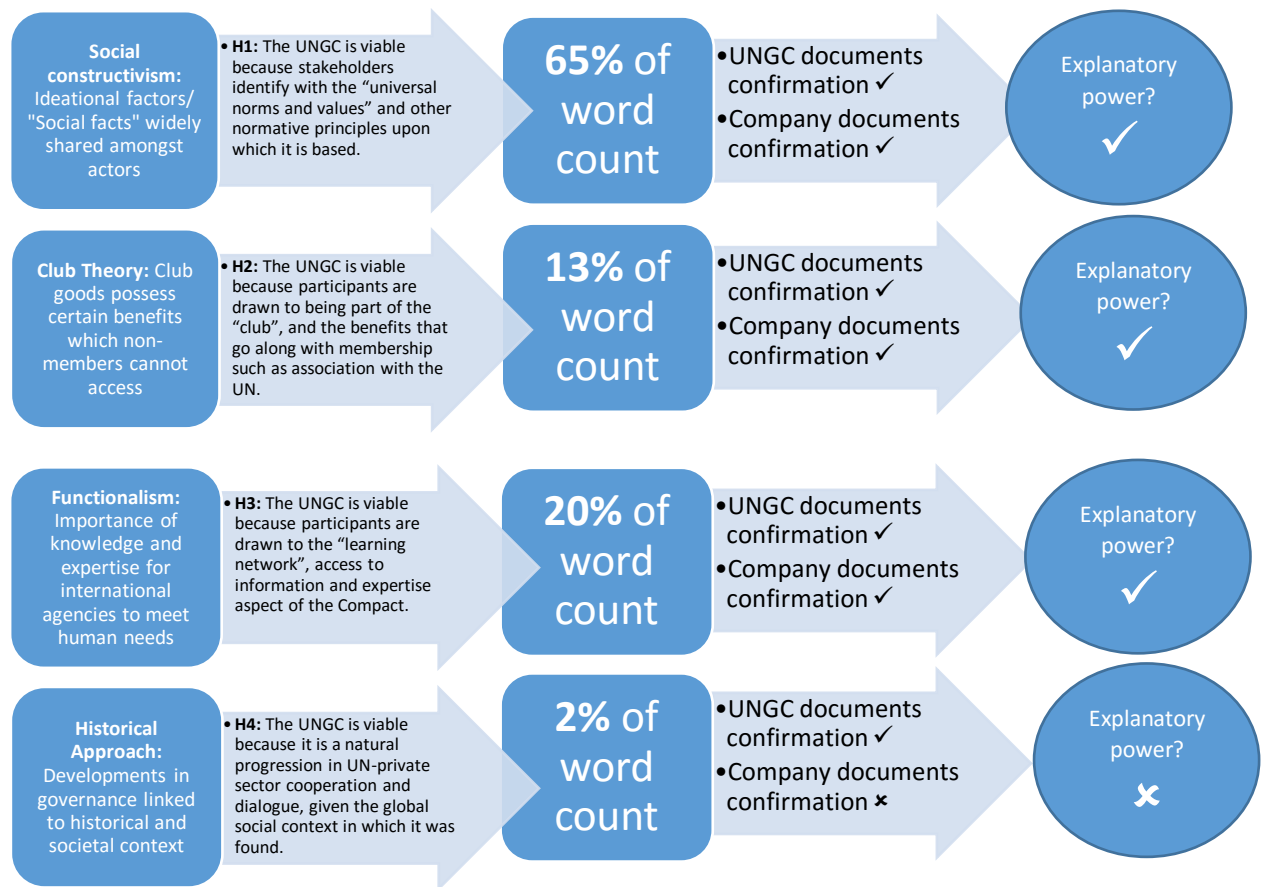 Social
constructivism:
Ideational factors/
"Social facts" widely
shared amongst
actors
• H1: The UNGC is viable
because stakeholders
identify with the “universal
norms and values” and other
normative principles upon
which it is based.
65% of
word
count
•UNGC documents
confirmation ✓
•Company documents
confirmation ✓
Explanatory
power?
✓
Club Theory: Club
goods possess
certain benefits
which non-
members cannot
access
• H2: The UNGC is viable
because participants are
drawn to being part of the
“club”, and the benefits that
go along with membership
such as association with the
UN.
13% of
word
count
•UNGC documents
confirmation ✓
•Company documents
confirmation ✓
Explanatory
power?
✓
Functionalism:
Importance of
knowledge and
expertise for
international
agencies to meet
human needs
• H3: The UNGC is viable
because participants are
drawn to the “learning
network”, access to
information and expertise
aspect of the Compact.
20% of
word
count
•UNGC documents
confirmation ✓
•Company documents
confirmation ✓
Explanatory
power?
✓
Historical
Approach:
Developments in
governance linked
to historical and
societal context
• H4: The UNGC is viable
because it is a natural
progression in UN-private
sector cooperation and
dialogue, given the global
social context in which it was
found.
2% of
word
count
•UNGC documents
confirmation ✓
•Company documents
confirmation ✗
Explanatory
power?
✗